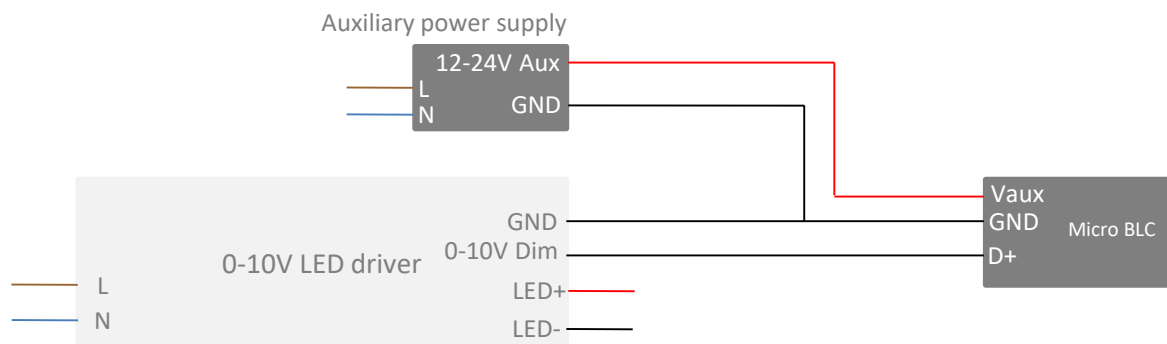 Auxiliary power supply
12-24V Aux
L
GND
N
Vaux
GND
GND
Micro BLC
0-10V Dim
D+
0-10V LED driver
L
LED+
N
LED-